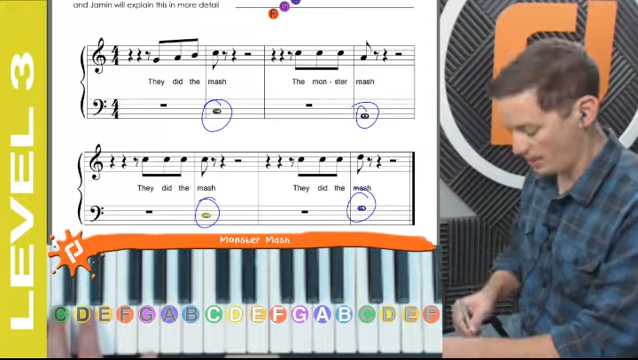 and Jamin will explain this in more detail
G
F
They did the mash The mon - ster mash
They did the mash They did the mash
LEVEL 3
Monster Mash
C D E F G A B C D E F G A B C D E F